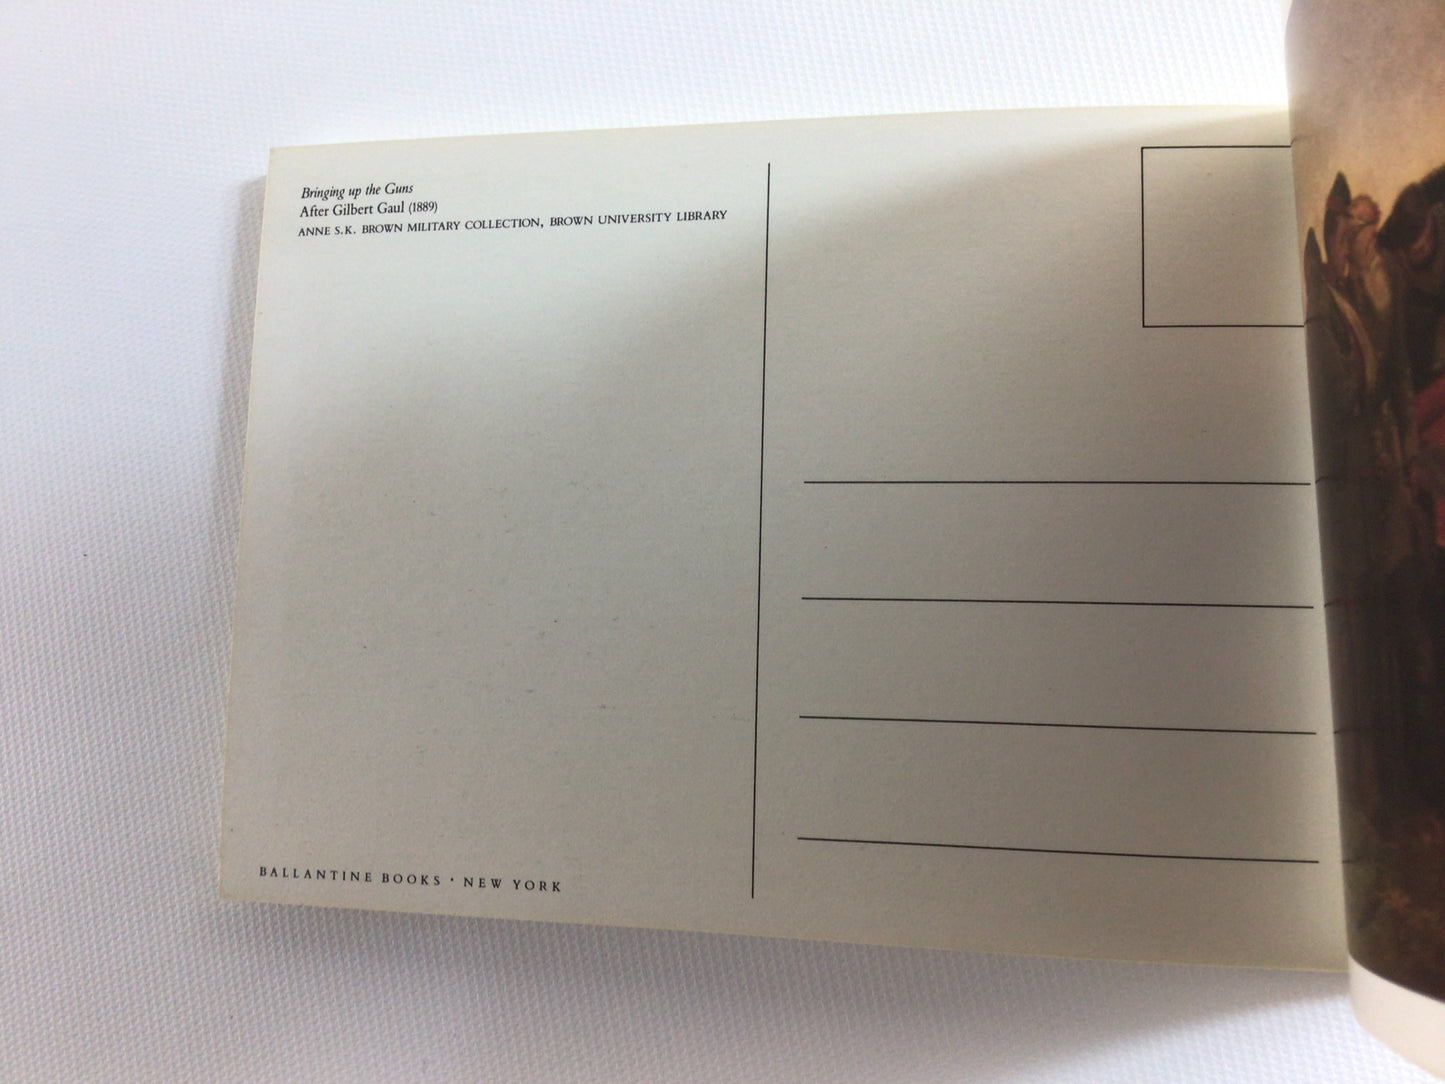 Bringing up the Guns
After Gilbert Gaul (1889)
ANNE S.K. BROWN MILITARY COLLECTION, BROWN UNIVERSITY LIBRARY
BALLANTINE BOOKS · NEW YORK